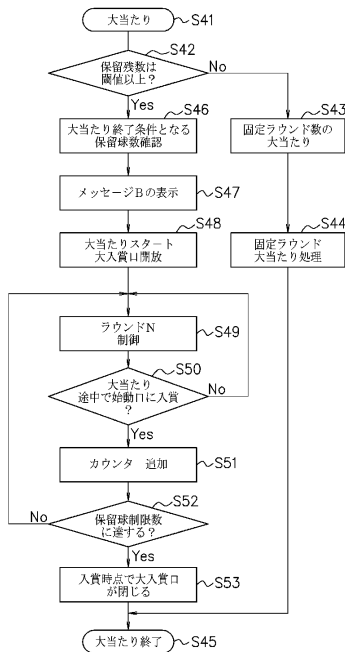 大当たり
S41
S42
保留残数は
閾値以上?
No
Yes
S46
S43
大当たり終了条件となる
保留球数確認
固定ラウンド数の
大当たり
S47
メッセージBの表示
S48
S44
大当たりスタート
大入賞口開放
固定ラウンド
大当たり処理
ラウンドN
制御
S49
S50
大当たり
途中で始動口に入賞
?
No
Yes
カウンタ 追加
S51
S52
No
保留球制限数
に達する?
Yes
入賞時点で大入賞口
が閉じる
S53
大当たり終了
S45